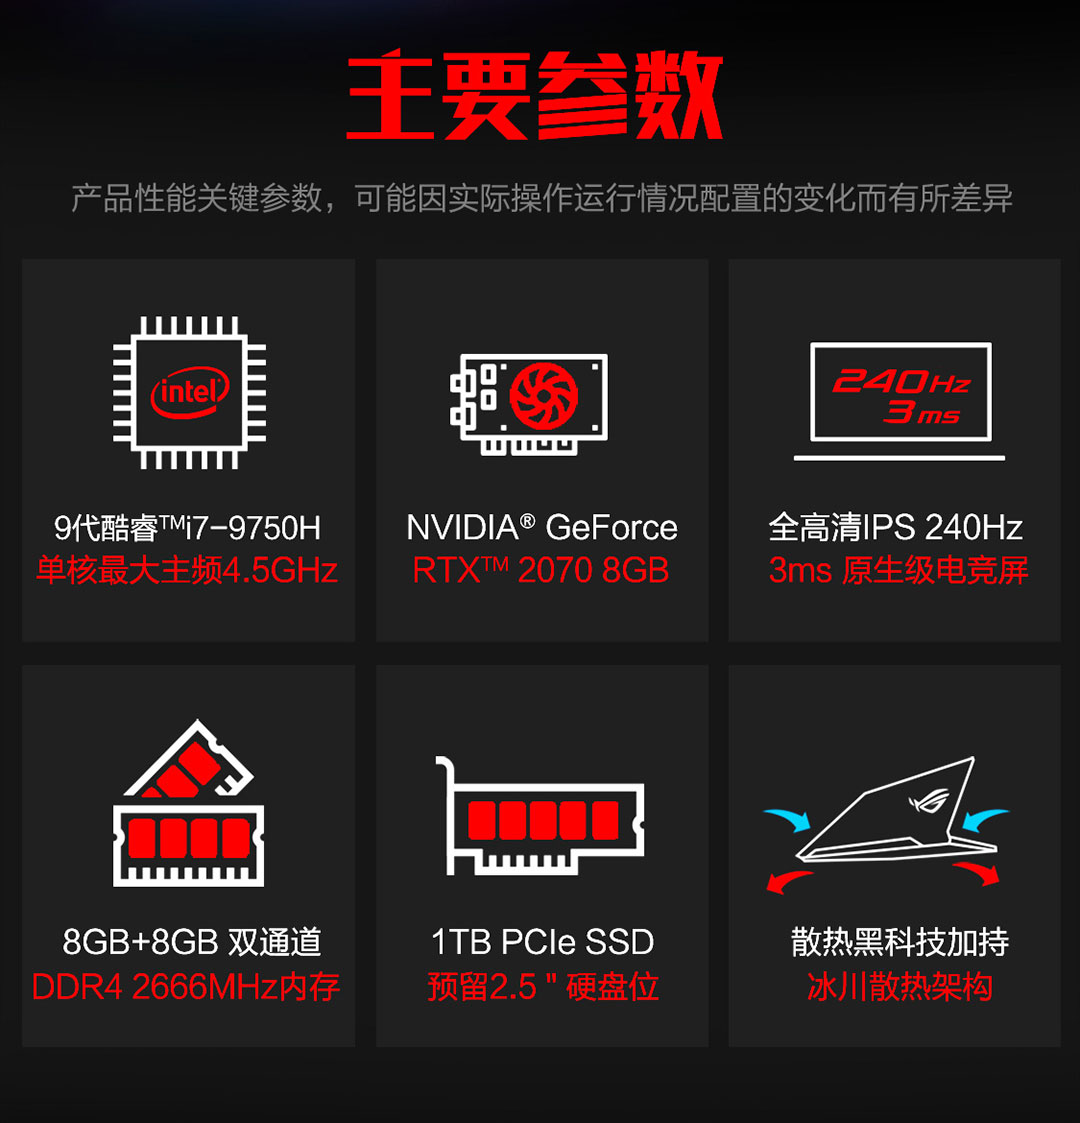 主要参数
产品性能关键参数，可能因实际操作运行情况配置的变化而有所差异
intel
9代酷睿™i7-9750H
单核最大主频4.5GHz
NVIDIA® GeForce
RTX™ 2070 8GB
240Hz
3ms
全高清IPS 240Hz
3ms 原生级电竞屏
8GB+8GB 双通道
DDR4 2666MHz内存
1TB PCIe SSD
预留2.5 " 硬盘位
散热黑科技加持
冰川散热架构